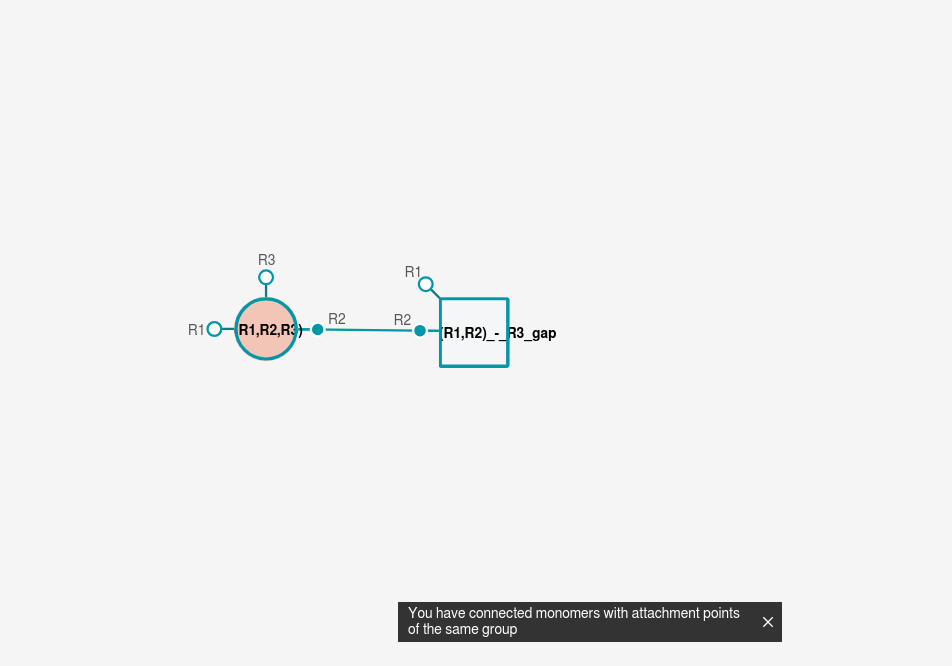 R3
R1
R2
R2
R1
R1,R2,R3)
(R1,R2)_-_R3_gap
You have connected monomers with attachment points
of the same group